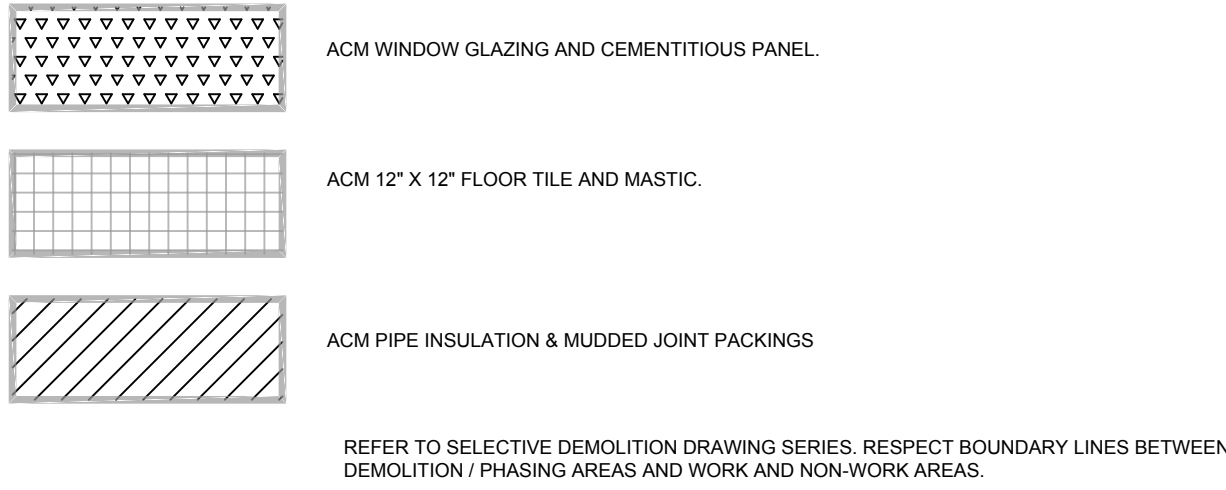 ACM WINDOW GLAZING AND CEMENTITIOUS PANEL.
ACM 12" X 12" FLOOR TILE AND MASTIC.
ACM PIPE INSULATION & MUDDED JOINT PACKINGS
REFER TO SELECTIVE DEMOLITION DRAWING SERIES. RESPECT BOUNDARY LINES BETWEEN
DEMOLITION / PHASING AREAS AND WORK AND NON-WORK AREAS.